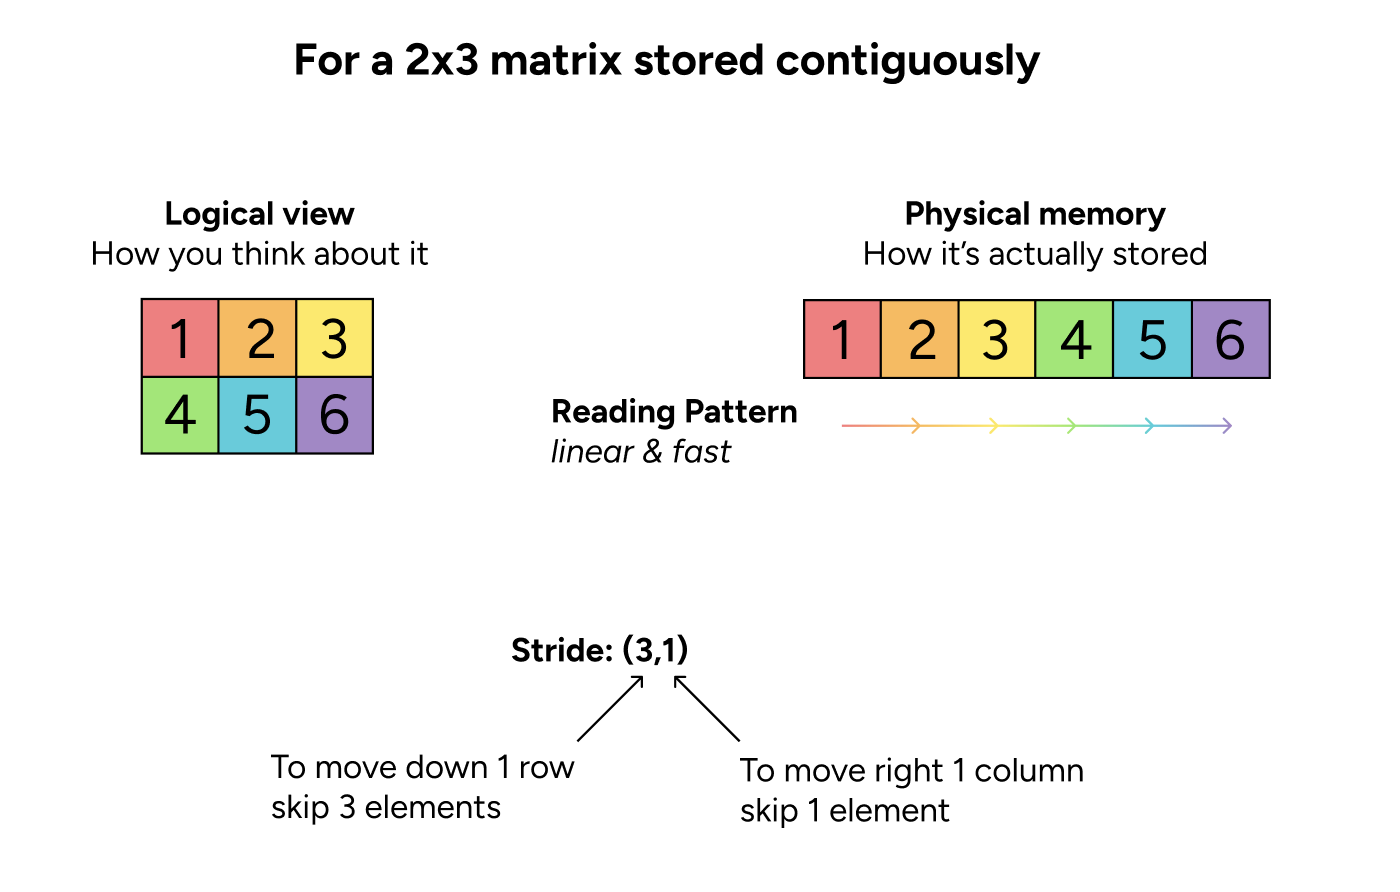 For a 2x3 matrix stored contiguously
Logical view
How you think about it
1 2 3
4 5 6
Physical memory
How it’s actually stored
1 2 3 4 5 6
Reading Pattern
linear & fast
Stride: (3,1)
To move down 1 row
skip 3 elements
To move right 1 column
skip 1 element